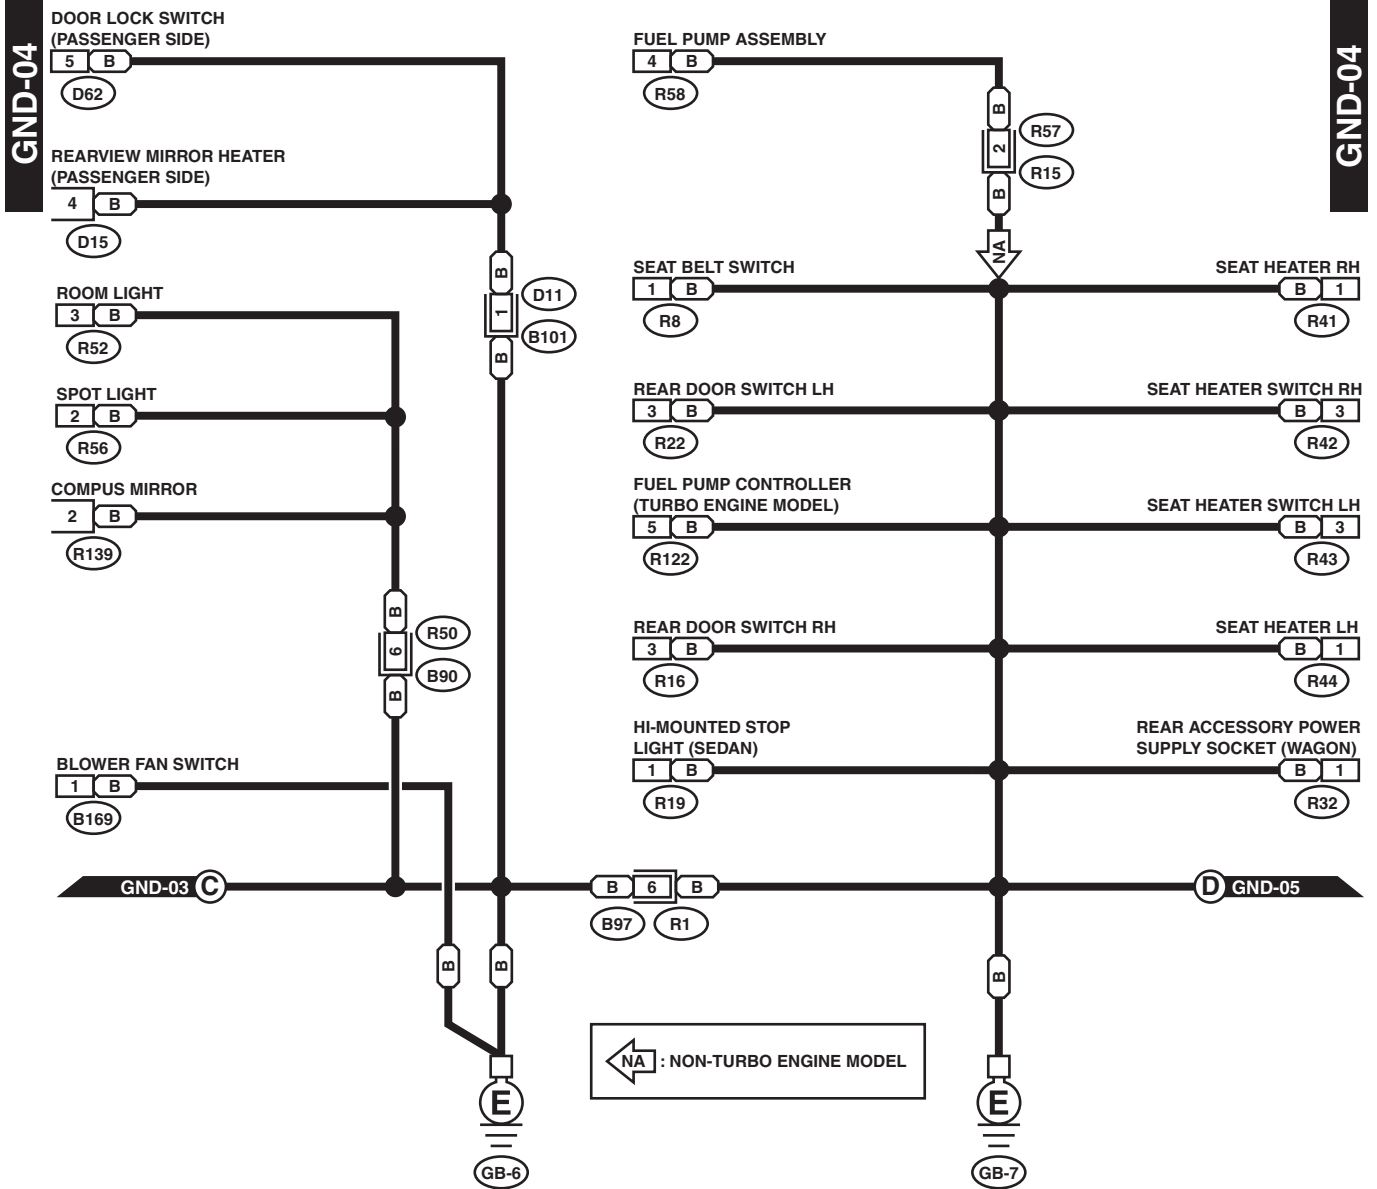 GND-04
GND-04
DOOR LOCK SWITCH
(PASSENGER SIDE)
5 B
D62
REARVIEW MIRROR HEATER
(PASSENGER SIDE)
4 B
D15
ROOM LIGHT
3 B
R52
SPOT LIGHT
2 B
R56
COMPUS MIRROR
2 B
R139
B
6
B
R50
B90
B
1
B
D11
B101
BLOWER FAN SWITCH
1 B
B169
FUEL PUMP ASSEMBLY
4 B
R58
B
2
B
R57
R15
NA
SEAT BELT SWITCH
1 B
R8
SEAT HEATER RH
B 1
R41
REAR DOOR SWITCH LH
3 B
R22
SEAT HEATER SWITCH RH
B 3
R42
FUEL PUMP CONTROLLER
(TURBO ENGINE MODEL)
5 B
R122
SEAT HEATER SWITCH LH
B 3
R43
REAR DOOR SWITCH RH
3 B
R16
SEAT HEATER LH
B 1
R44
HI-MOUNTED STOP
LIGHT (SEDAN)
1 B
R19
REAR ACCESSORY POWER
SUPPLY SOCKET (WAGON)
B 1
R32
GND-03 C
B 6 B
B97 R1
D GND-05
B
B
B
NA : NON-TURBO ENGINE MODEL
E
GB-6
E
GB-7